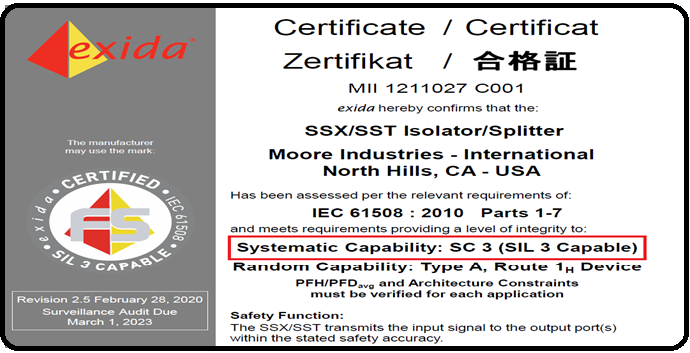 exida™
Certificate / Certificat
Zertifikat / 合格証
MII 1211027 C001
exida hereby confirms that the:
SSX/SST Isolator/Splitter
Moore Industries - International
North Hills, CA - USA
Has been assessed per the relevant requirements of:
IEC 61508 : 2010 Parts 1-7
and meets requirements providing a level of integrity to:
Systematic Capability: SC 3 (SIL 3 Capable)
Random Capability: Type A, Route 1H Device
PFH/PFDavg and Architecture Constraints
must be verified for each application
Safety Function:
The SSX/SST transmits the input signal to the output port(s)
within the stated safety accuracy.
The manufacturer
may use the mark:
exida • CERTIFIED • IEC 61508 • SIL 3 CAPABLE •
FS
Revision 2.5 February 28, 2020
Surveillance Audit Due
March 1, 2023